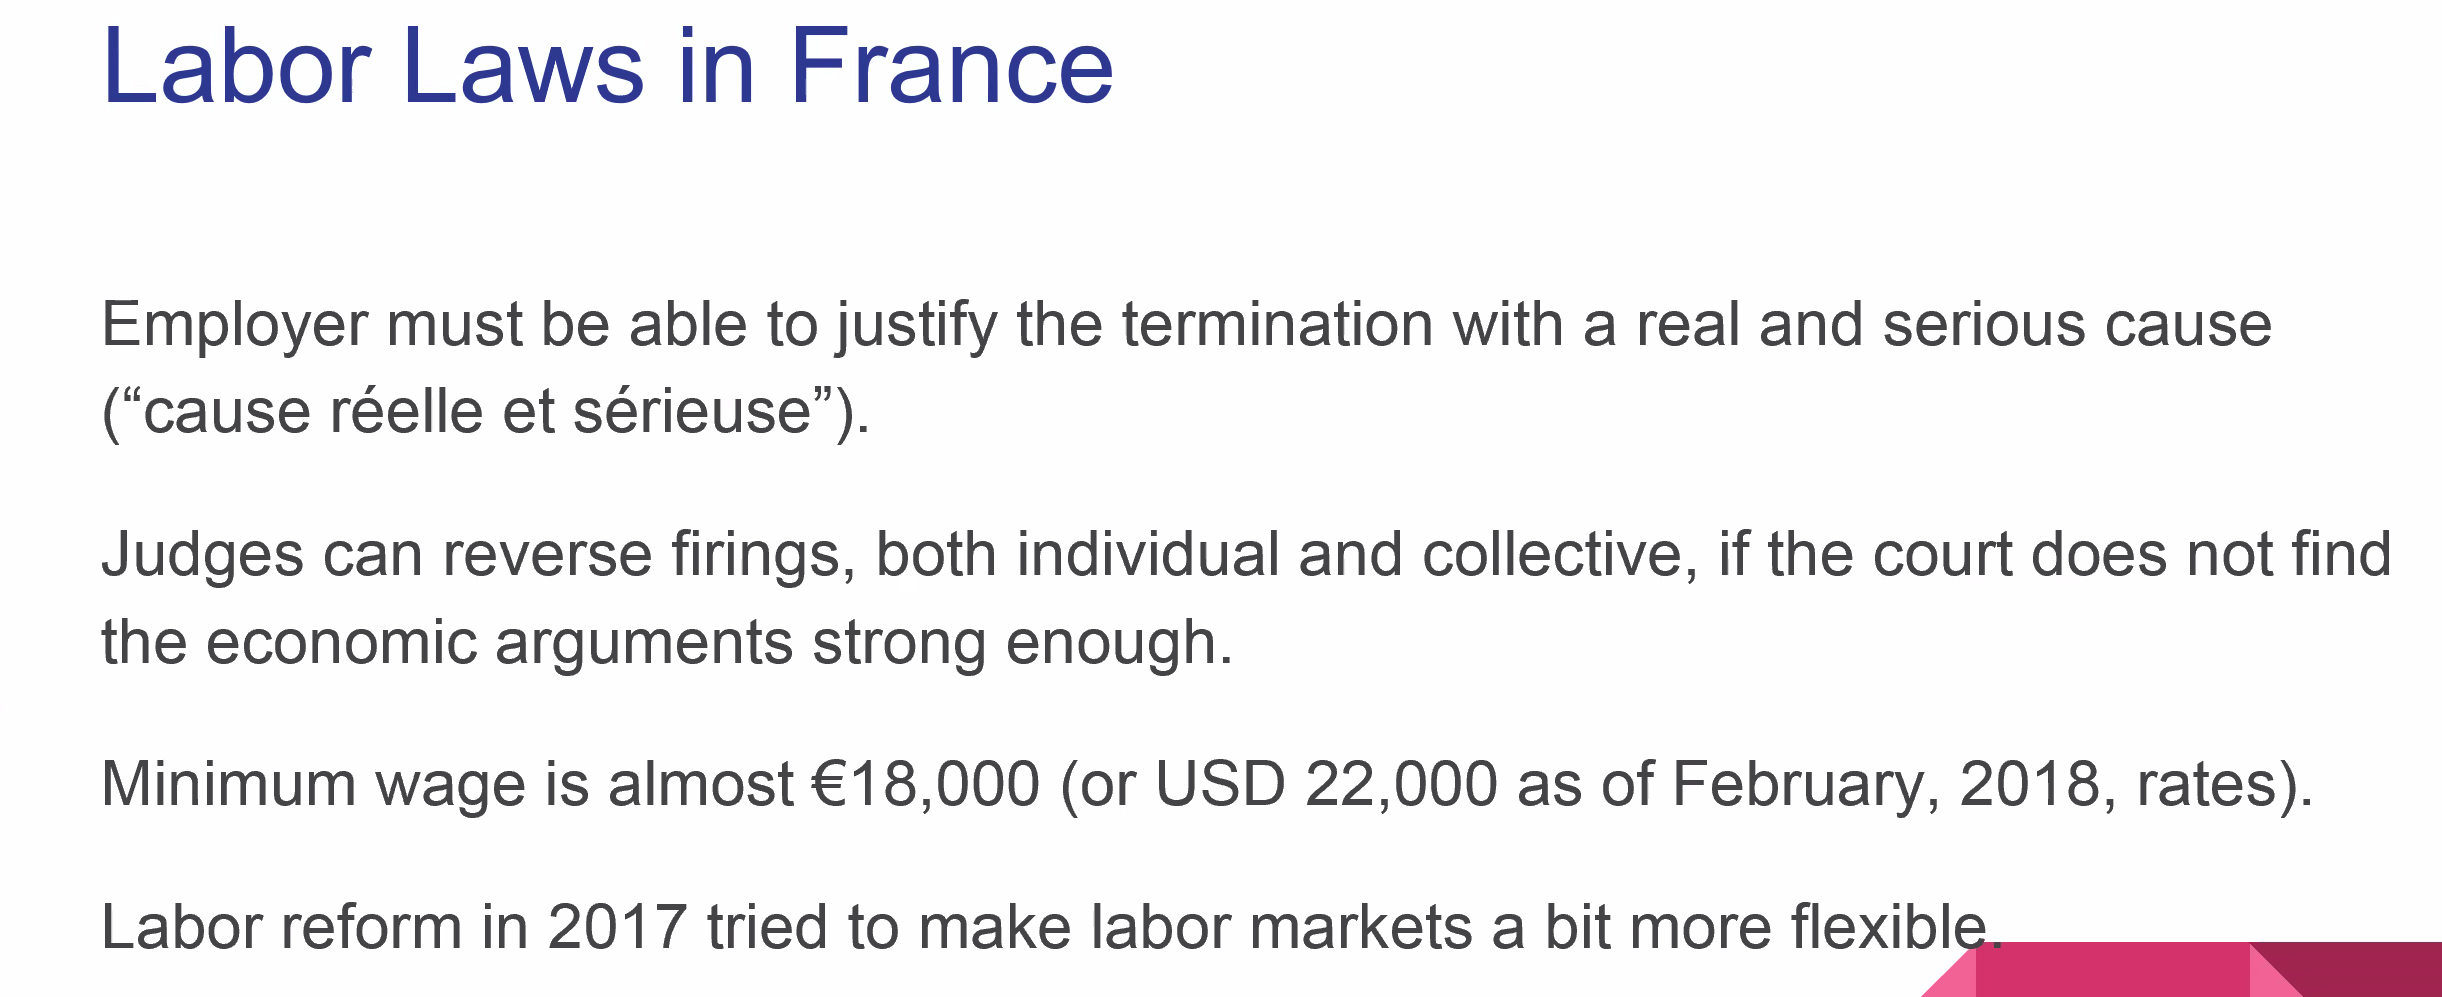 Labor Laws in France
Employer must be able to justify the termination with a real and serious cause
(“cause réelle et sérieuse”).
Judges can reverse firings, both individual and collective, if the court does not find
the economic arguments strong enough.
Minimum wage is almost €18,000 (or USD 22,000 as of February, 2018, rates).
Labor reform in 2017 tried to make labor markets a bit more flexible.